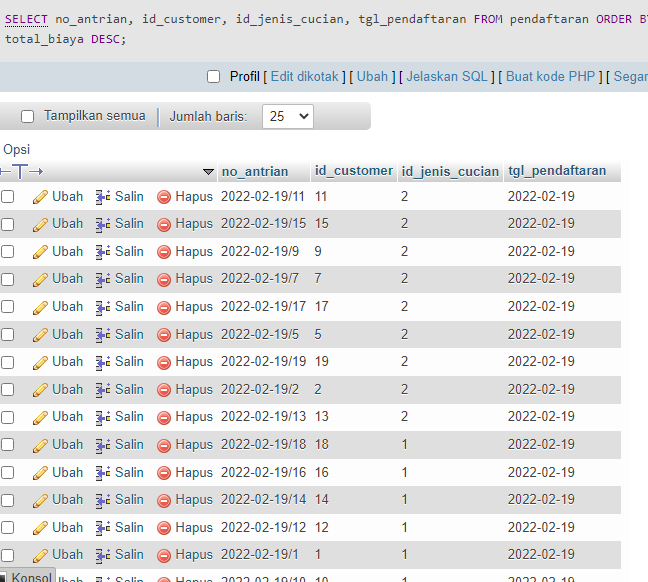 SELECT no_antrian, id_customer, id_jenis_cucian, tgl_pendaftaran FROM pendaftaran ORDER BY
total_biaya DESC;
Profil [ Edit dikotak ] [ Ubah ] [ Jelaskan SQL ] [ Buat kode PHP ] [ Segar
Tampilkan semua Jumlah baris: 25
Opsi
no_antrian id_customer id_jenis_cucian tgl_pendaftaran
Ubah Salin Hapus 2022-02-19/11 11 2 2022-02-19
Ubah Salin Hapus 2022-02-19/15 15 2 2022-02-19
Ubah Salin Hapus 2022-02-19/9 9 2 2022-02-19
Ubah Salin Hapus 2022-02-19/7 7 2 2022-02-19
Ubah Salin Hapus 2022-02-19/17 17 2 2022-02-19
Ubah Salin Hapus 2022-02-19/5 5 2 2022-02-19
Ubah Salin Hapus 2022-02-19/19 19 2 2022-02-19
Ubah Salin Hapus 2022-02-19/2 2 2 2022-02-19
Ubah Salin Hapus 2022-02-19/13 13 2 2022-02-19
Ubah Salin Hapus 2022-02-19/18 18 1 2022-02-19
Ubah Salin Hapus 2022-02-19/16 16 1 2022-02-19
Ubah Salin Hapus 2022-02-19/14 14 1 2022-02-19
Ubah Salin Hapus 2022-02-19/12 12 1 2022-02-19
Ubah Salin Hapus 2022-02-19/1 1 1 2022-02-19
Konsol Ubah Salin Hapus 2022-02-19/10 10 1 2022-02-19